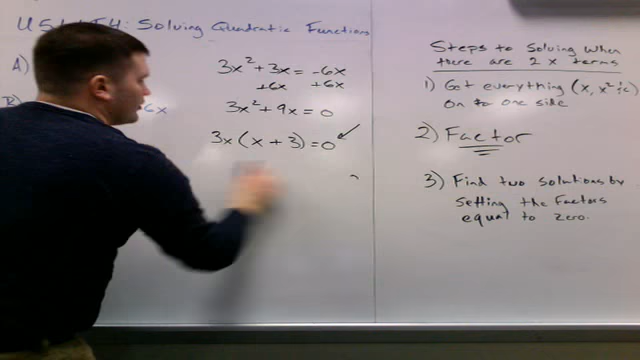 Solving Quadratic Functions
A)
B)
6x
3x² + 3x = -6x
+6x +6x
3x² + 9x = 0
3x (x + 3) = 0
Steps to Solving when
there are 2 x terms
1) Get everything (x, x² & c)
on to one side
2) Factor
3) Find two solutions by
setting the factors
equal to zero.